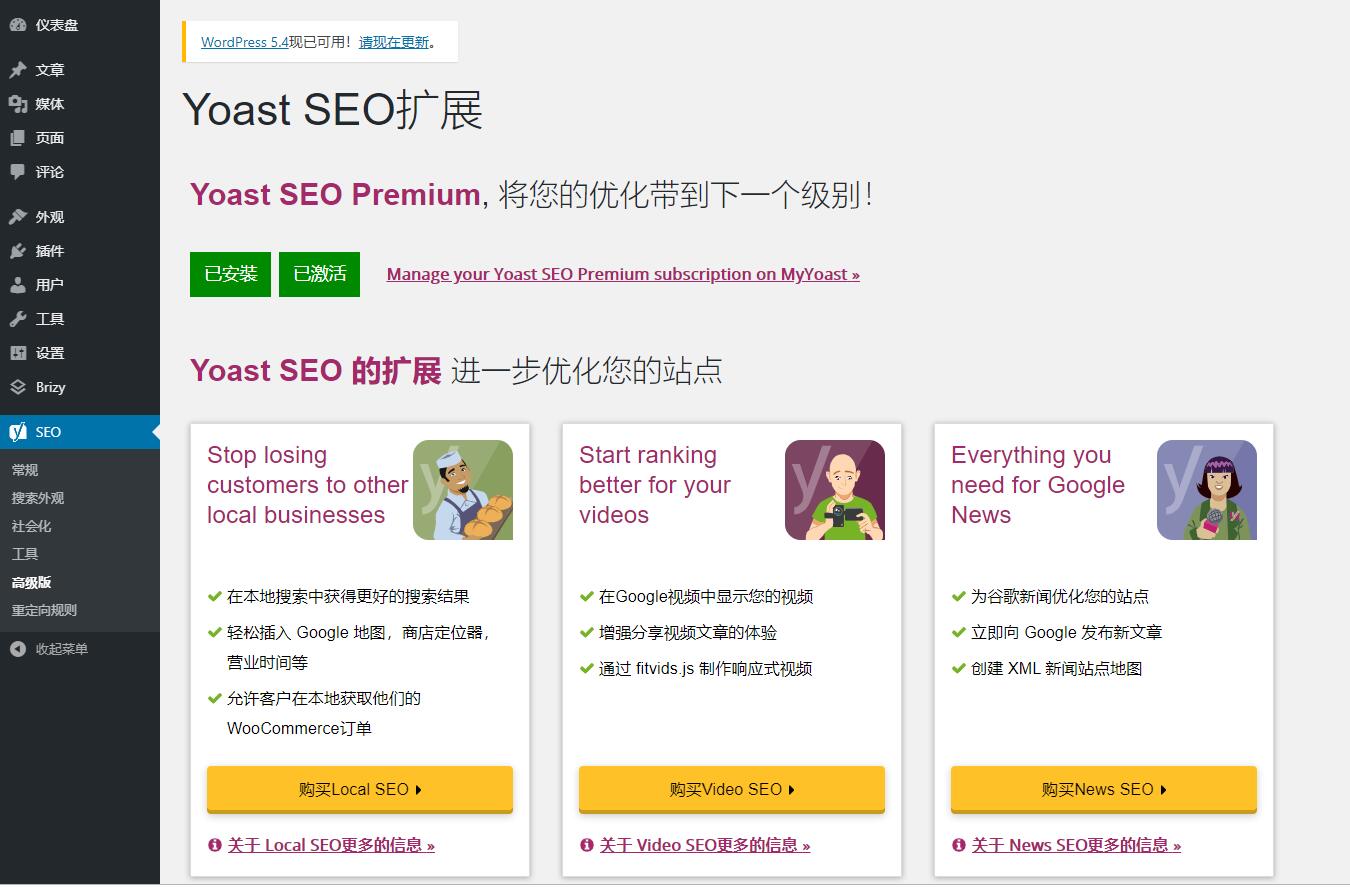 仪表盘
文章
媒体
页面
评论
外观
插件
用户
工具
设置
Brizy
SEO
常规
搜索外观
社会化
工具
高级版
重定向规则
收起菜单
WordPress 5.4现已可用！请现在更新。
Yoast SEO扩展
Yoast SEO Premium, 将您的优化带到下一个级别！
已安装 已激活 Manage your Yoast SEO Premium subscription on MyYoast »
Yoast SEO 的扩展 进一步优化您的站点
Stop losing
customers to other
local businesses
在本地搜索中获得更好的搜索结果
轻松插入 Google 地图，商店定位器，
营业时间等
允许客户在本地获取他们的
WooCommerce订单
购买Local SEO
关于 Local SEO更多的信息 »
Start ranking
better for your
videos
在Google视频中显示您的视频
增强分享视频文章的体验
通过 fitvids.js 制作响应式视频
购买Video SEO
关于 Video SEO更多的信息 »
Everything you
need for Google
News
为谷歌新闻优化您的站点
立即向 Google 发布新文章
创建 XML 新闻站点地图
购买News SEO
关于 News SEO更多的信息 »